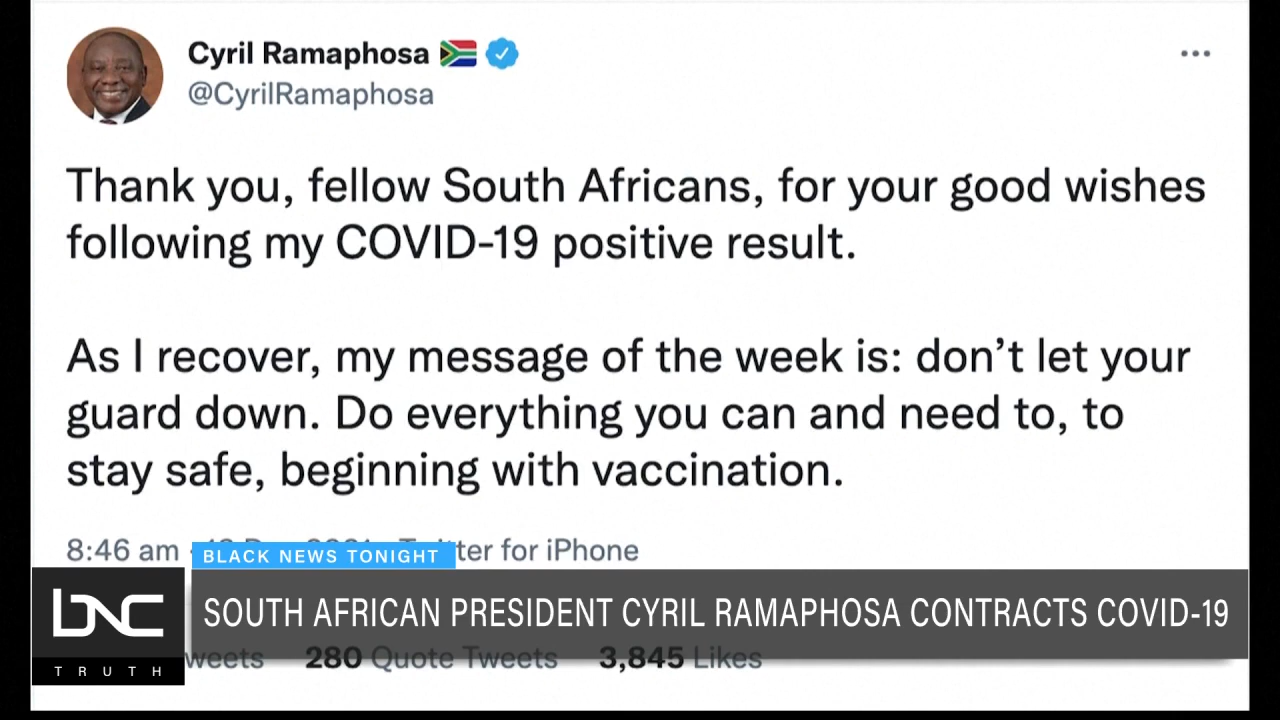 Cyril Ramaphosa
@CyrilRamaphosa
Thank you, fellow South Africans, for your good wishes
following my COVID-19 positive result.
As I recover, my message of the week is: don’t let your
guard down. Do everything you can and need to, to
stay safe, beginning with vaccination.
8:46 am for iPhone
BLACK NEWS TONIGHT
BNC
SOUTH AFRICAN PRESIDENT CYRIL RAMAPHOSA CONTRACTS COVID-19
280 Quote Tweets 3,845 Likes
TRUTH